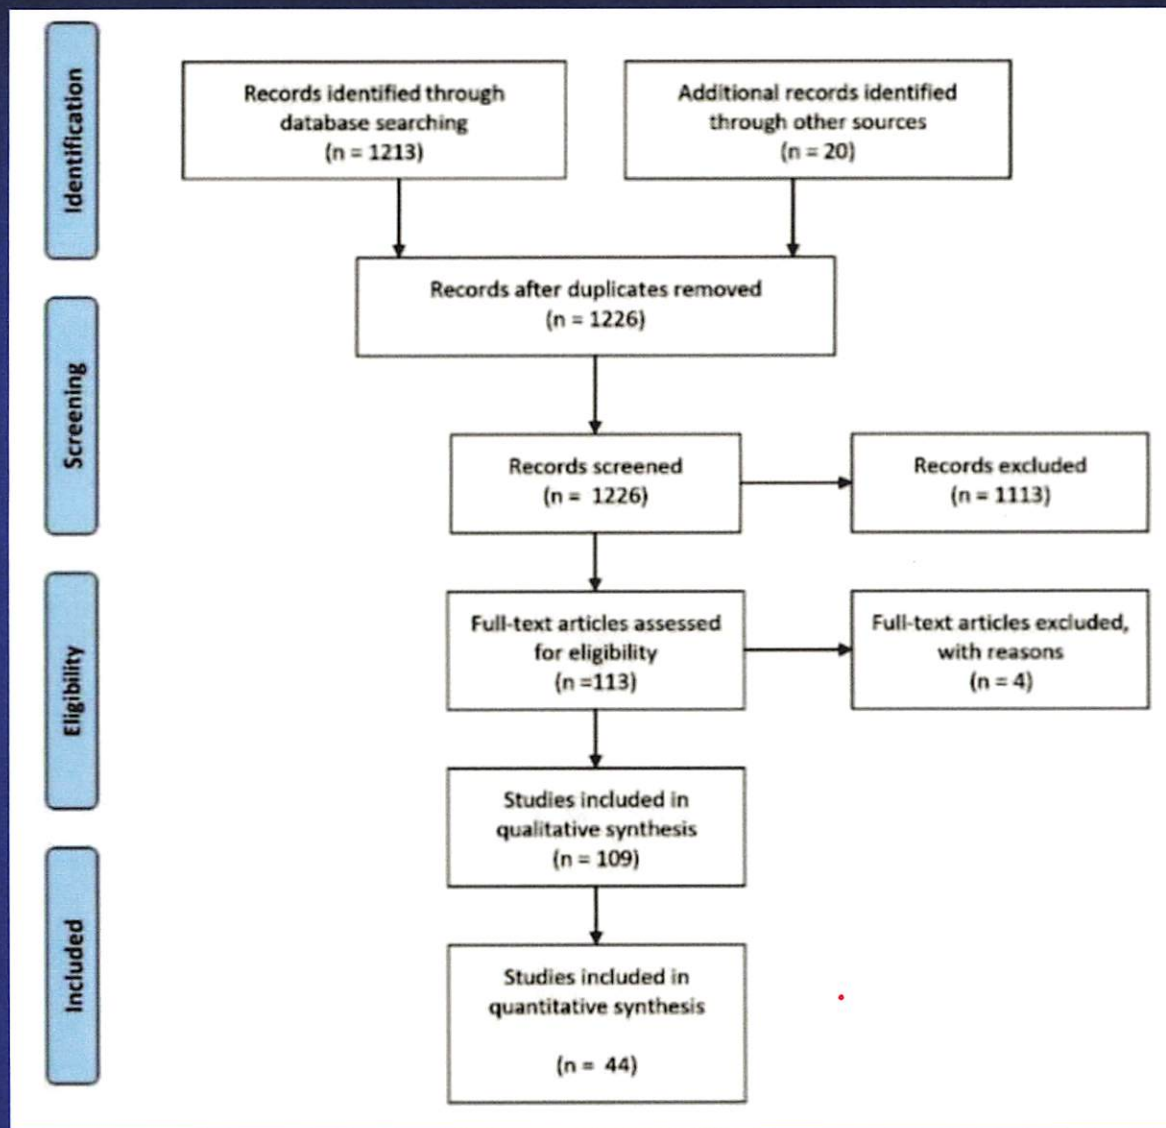 Identification
Records identified through
database searching
(n = 1213)
Additional records identified
through other sources
(n = 20)
Records after duplicates removed
(n = 1226)
Screening
Records screened
(n = 1226)
Records excluded
(n = 1113)
Eligibility
Full-text articles assessed
for eligibility
(n =113)
Full-text articles excluded,
with reasons
(n = 4)
Studies included in
qualitative synthesis
(n = 109)
Included
Studies included in
quantitative synthesis
(n = 44)